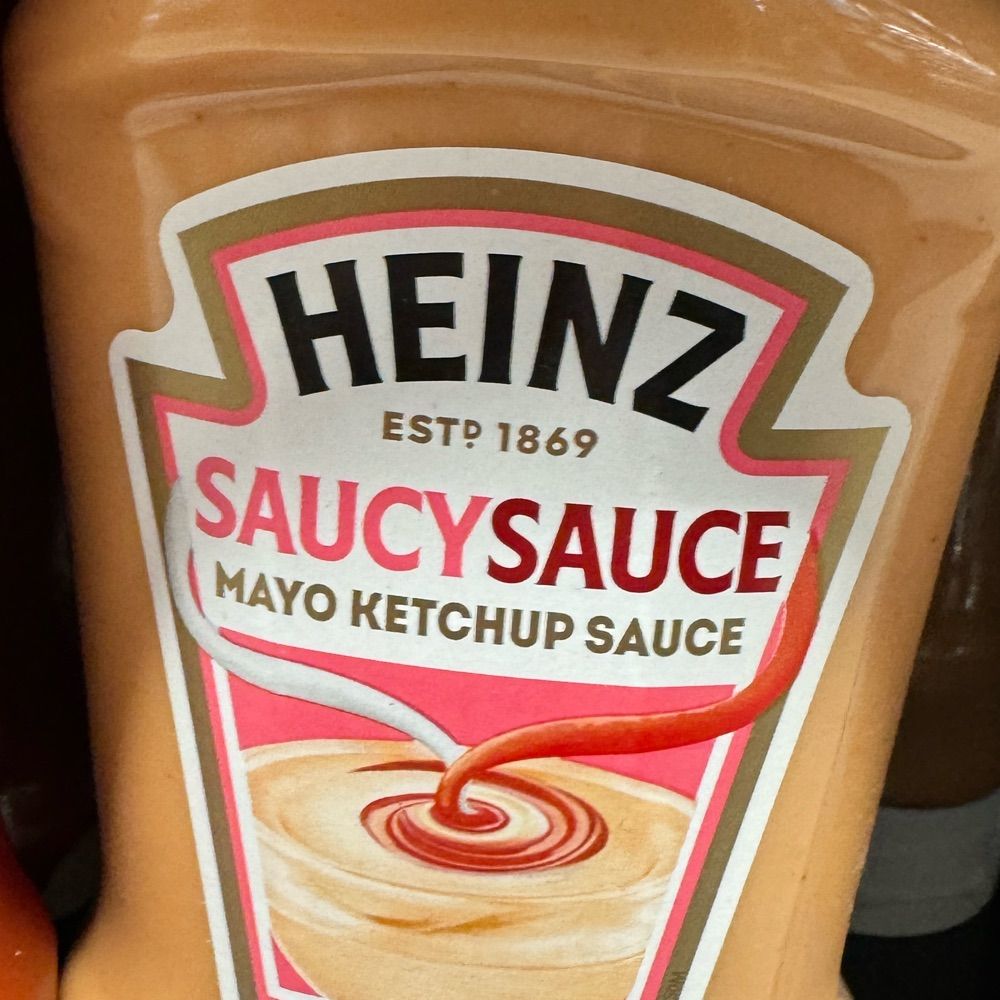 HEINZ
ESTD 1869
SAUCYSAUCE
MAYO KETCHUP SAUCE